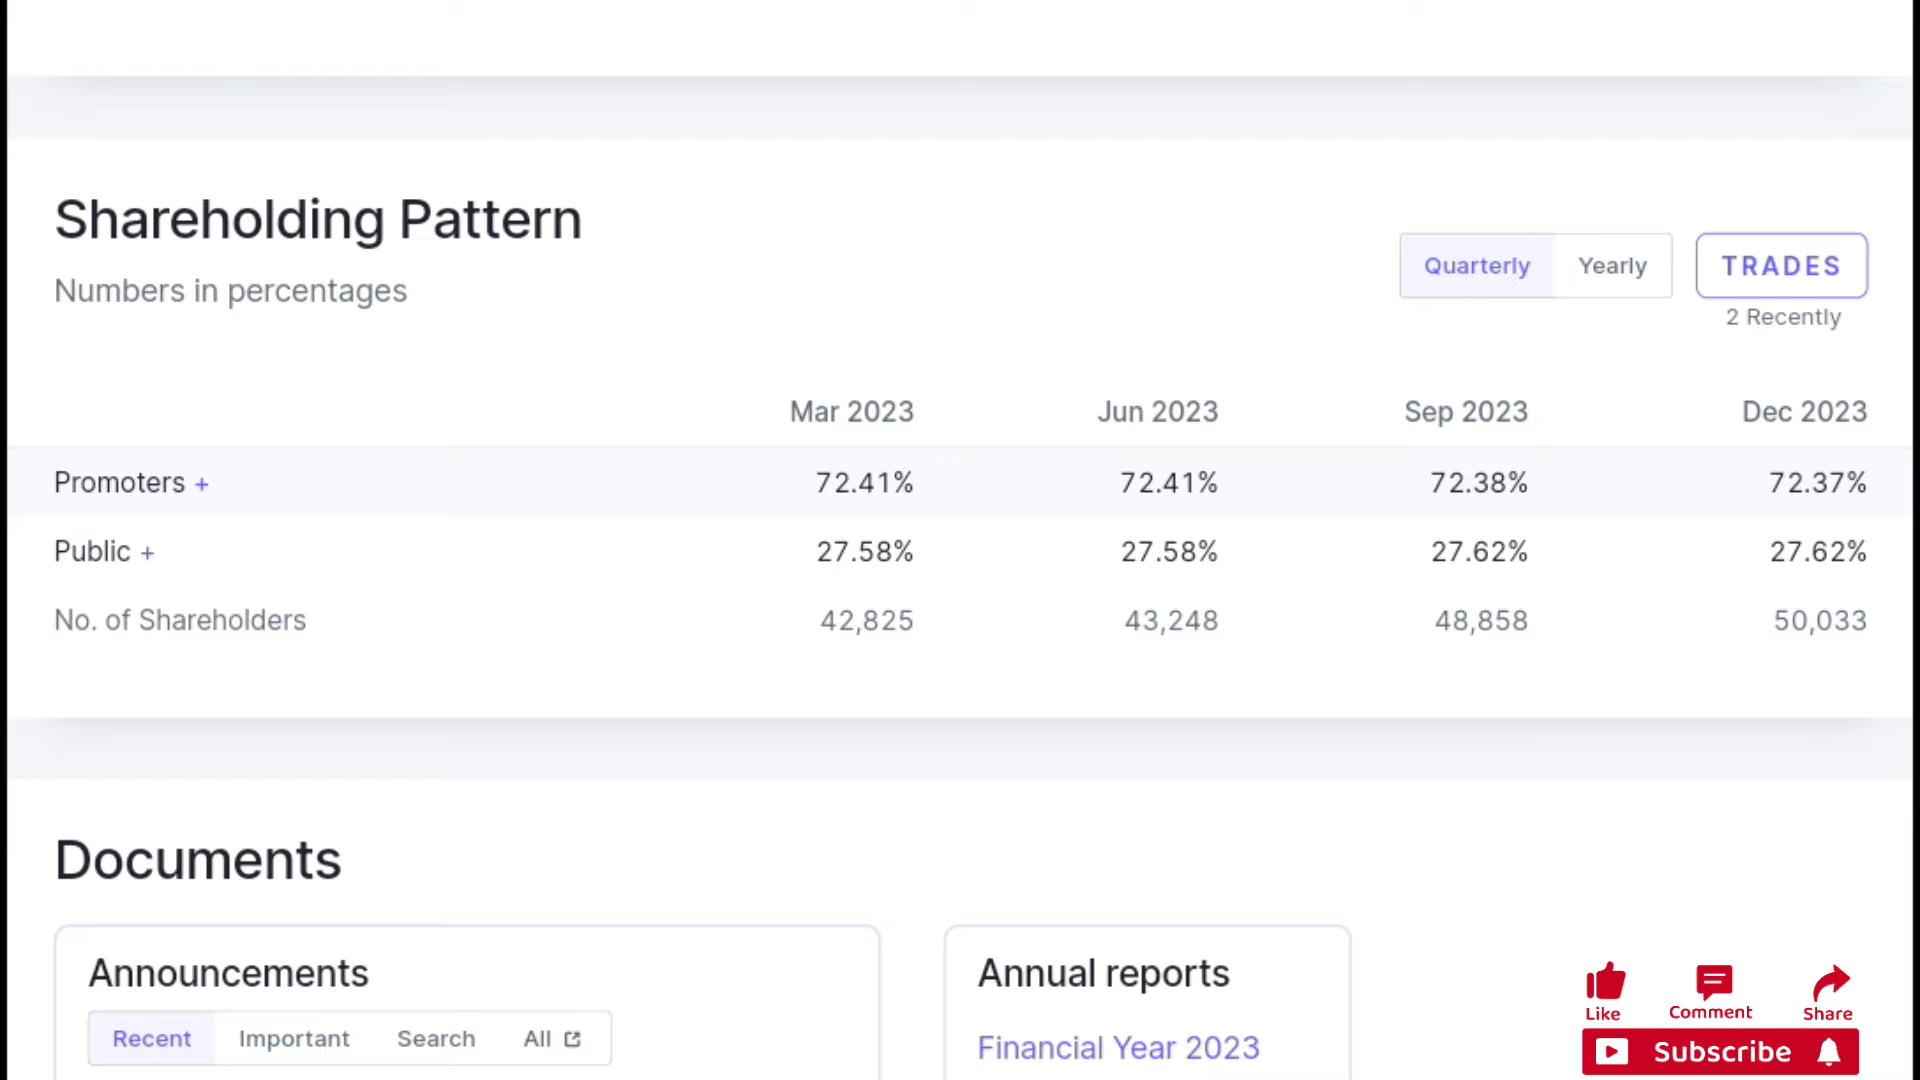 Shareholding Pattern
Numbers in percentages
Quarterly Yearly TRADES
2 Recently
Mar 2023 Jun 2023 Sep 2023 Dec 2023
Promoters + 72.41% 72.41% 72.38% 72.37%
Public + 27.58% 27.58% 27.62% 27.62%
No. of Shareholders 42,825 43,248 48,858 50,033
Documents
Announcements
Recent Important Search All
Annual reports
Financial Year 2023
Like Comment Share
Subscribe